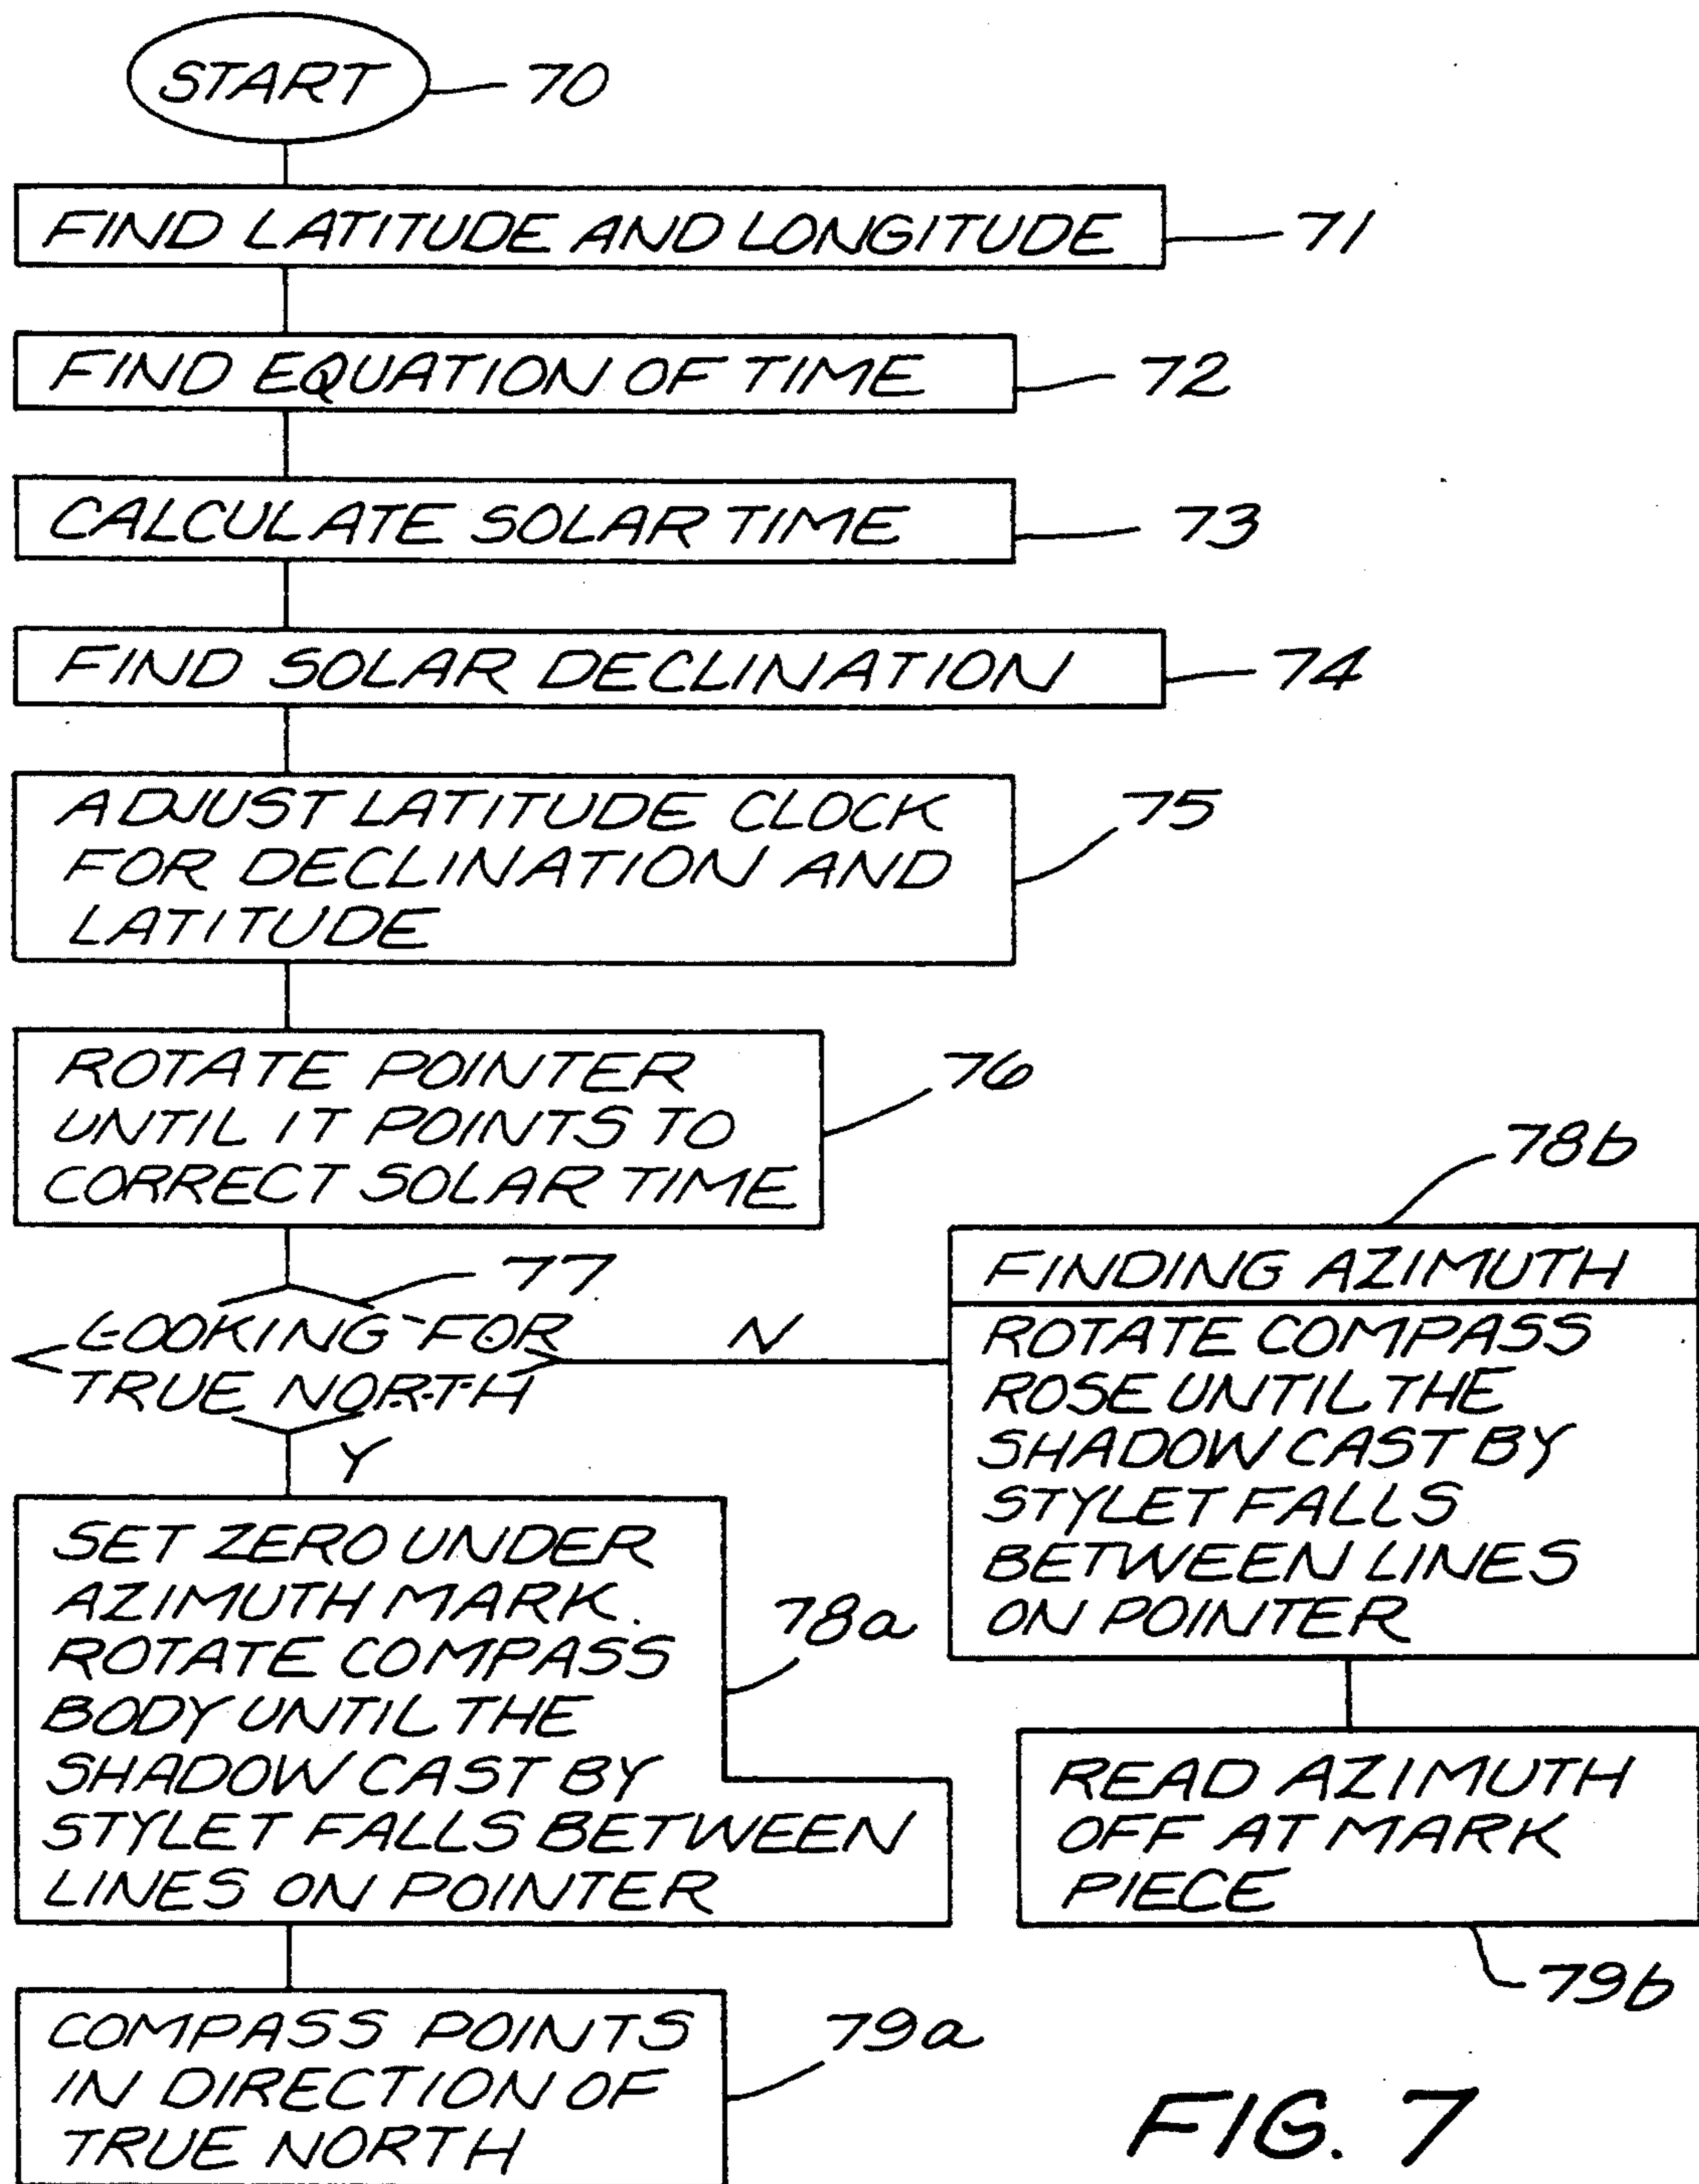 START
70
FIND LATITUDE AND LONGITUDE
71
FIND EQUATION OF TIME
72
CALCULATE SOLAR TIME
73
FIND SOLAR DECLINATION
74
ADJUST LATITUDE CLOCK
FOR DECLINATION AND
LATITUDE
75
ROTATE POINTER
UNTIL IT POINTS TO
CORRECT SOLAR TIME
76
LOOKING FOR
TRUE NORTH
77
N
Y
78b
FINDING AZIMUTH
ROTATE COMPASS
ROSE UNTIL THE
SHADOW CAST BY
STYLET FALLS
BETWEEN LINES
ON POINTER
SET ZERO UNDER
AZIMUTH MARK.
ROTATE COMPASS
BODY UNTIL THE
SHADOW CAST BY
STYLET FALLS BETWEEN
LINES ON POINTER
78a
READ AZIMUTH
OFF AT MARK
PIECE
79b
COMPASS POINTS
IN DIRECTION OF
TRUE NORTH
79a
FIG. 7